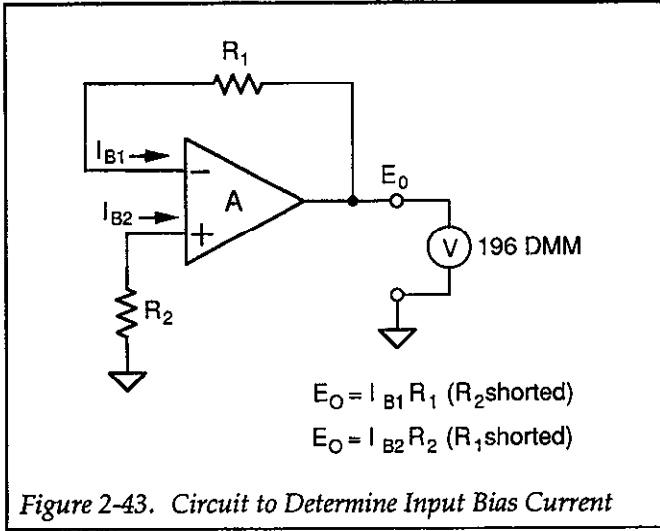 R1
IB1
−
A
E0
IB2
+
V
196 DMM
R2
EO = IB1 R1 (R2 shorted)
EO = IB2 R2 (R1 shorted)
Figure 2-43. Circuit to Determine Input Bias Current